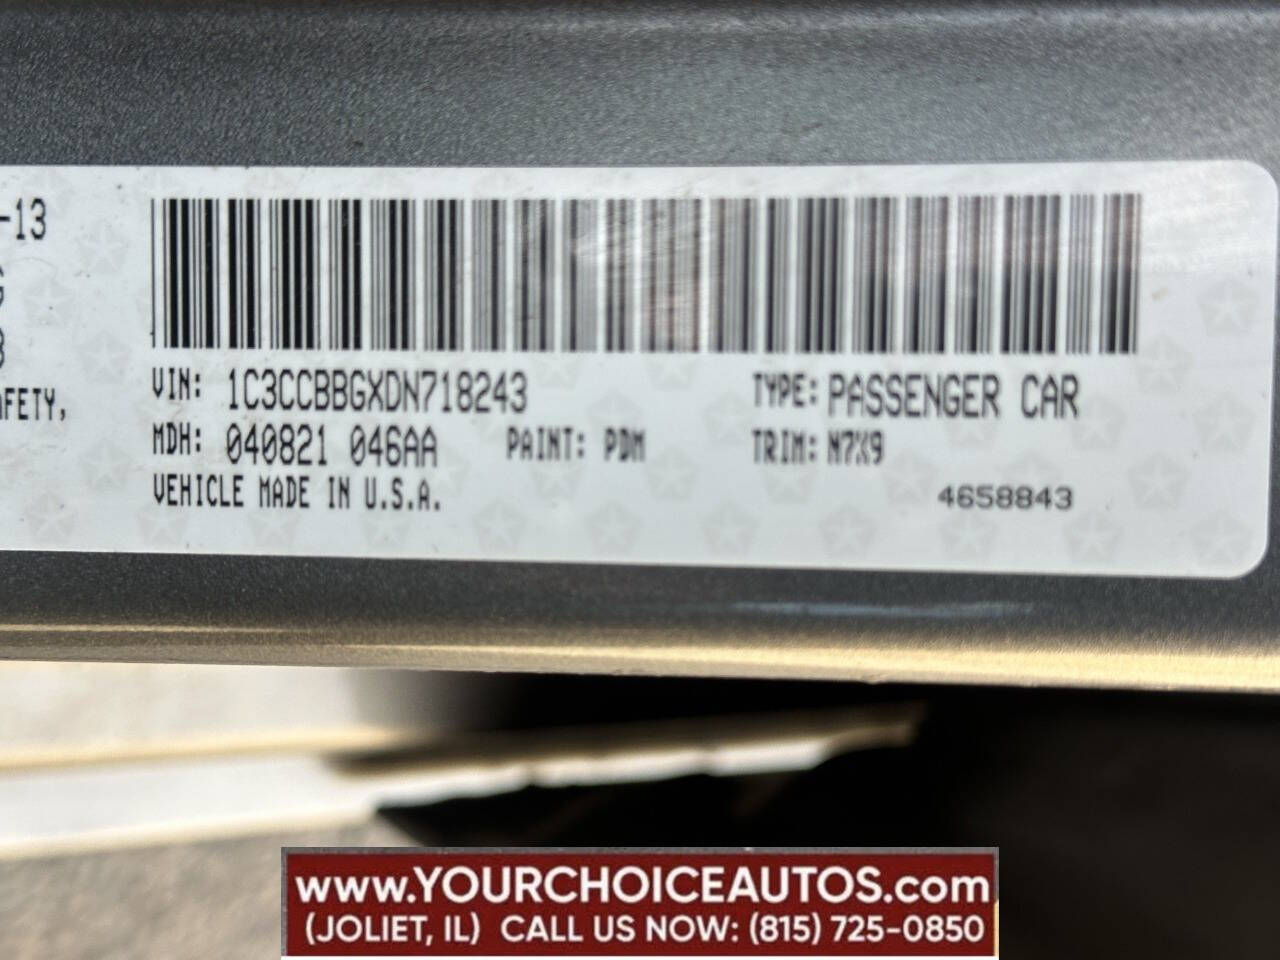 -13
G
3
AFETY,
VIN: 1C3CCBBGXDN718243
TYPE: PASSENGER CAR
MDH: 040821 046AA
PAINT: PDM
TRIM: N7X9
VEHICLE MADE IN U.S.A.
4658843
www.YOURCHOICEAUTOS.com
(JOLIET, IL) CALL US NOW: (815) 725-0850